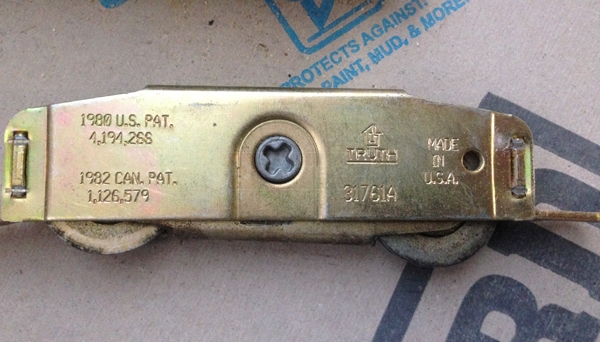 PROTECTS AGAINST
PAINT, MUD, & MORE!
1980 U.S. PAT.
4,194,266
1982 CAN. PAT.
1,126,579
TRUTH
31761A
MADE
IN
U.S.A.